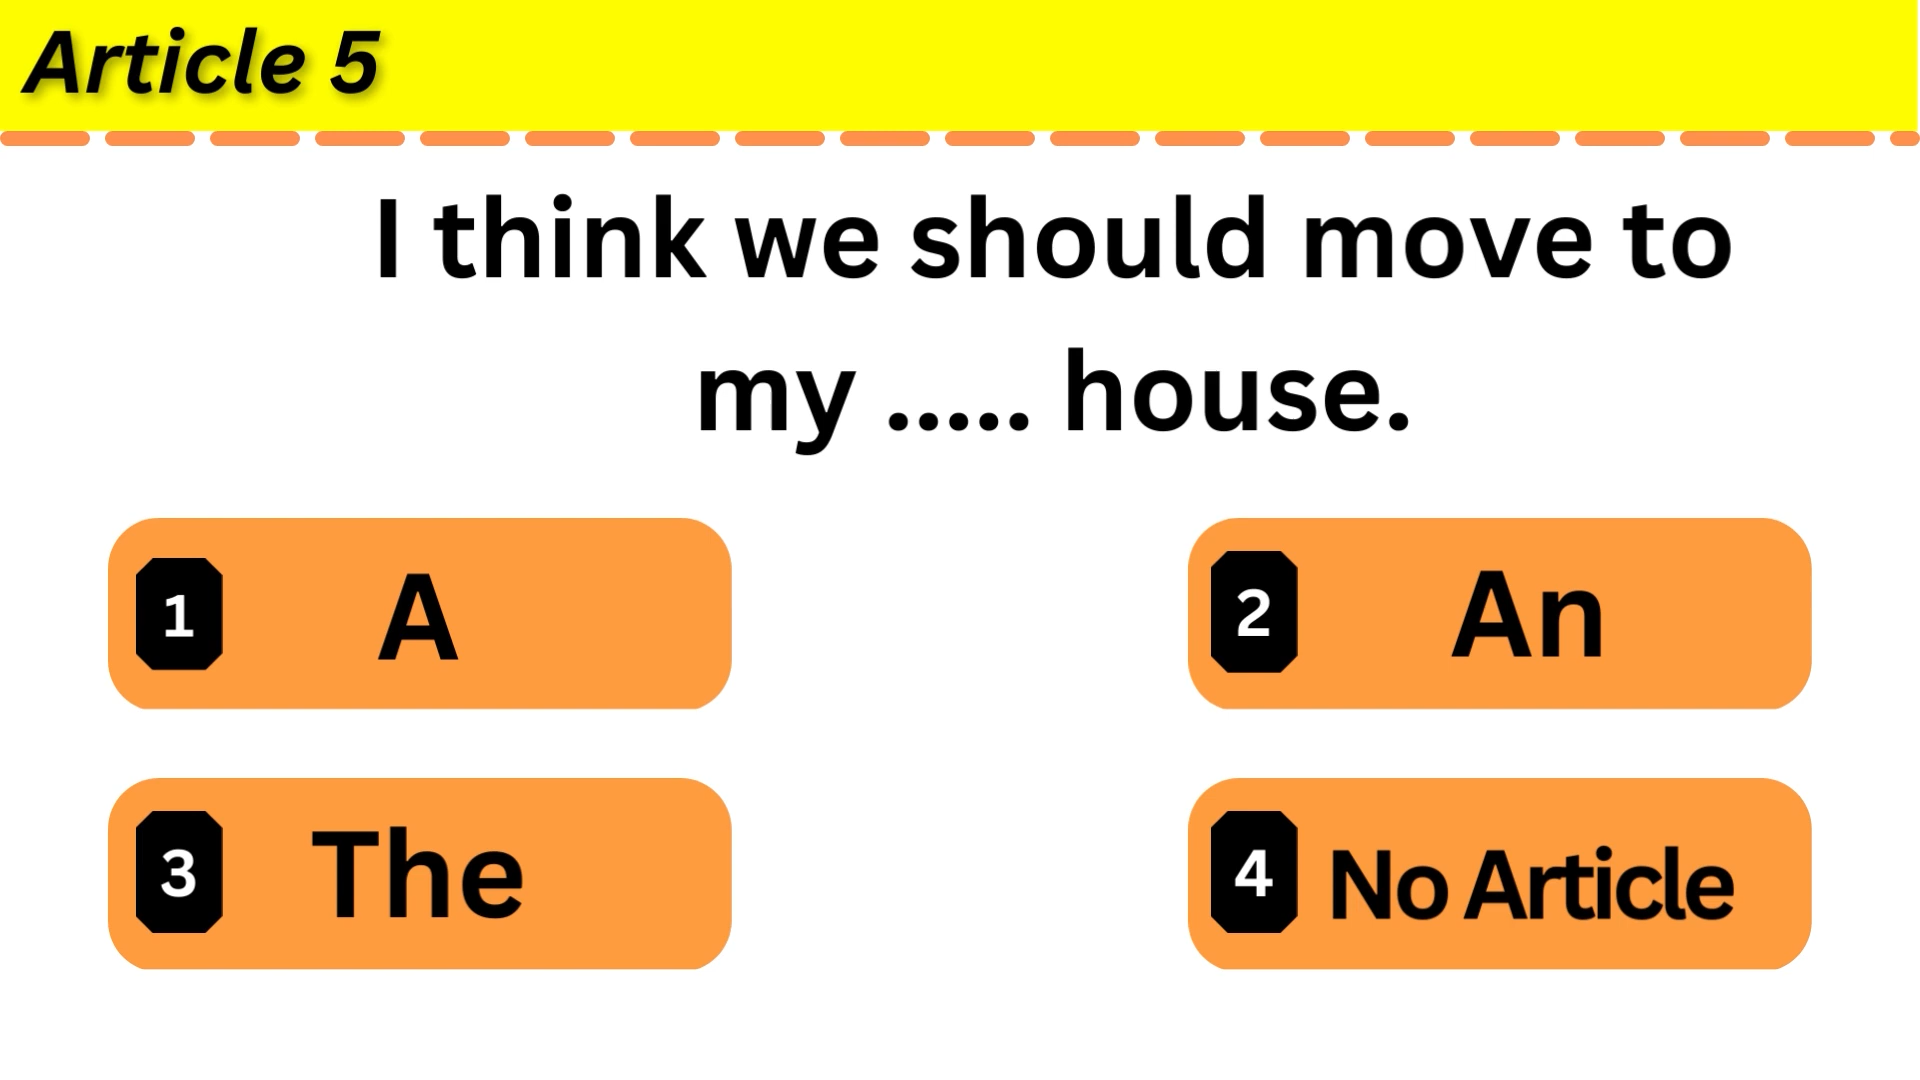 Article 5
I think we should move to
my ..... house.
1 A
2 An
3 The
4 No Article